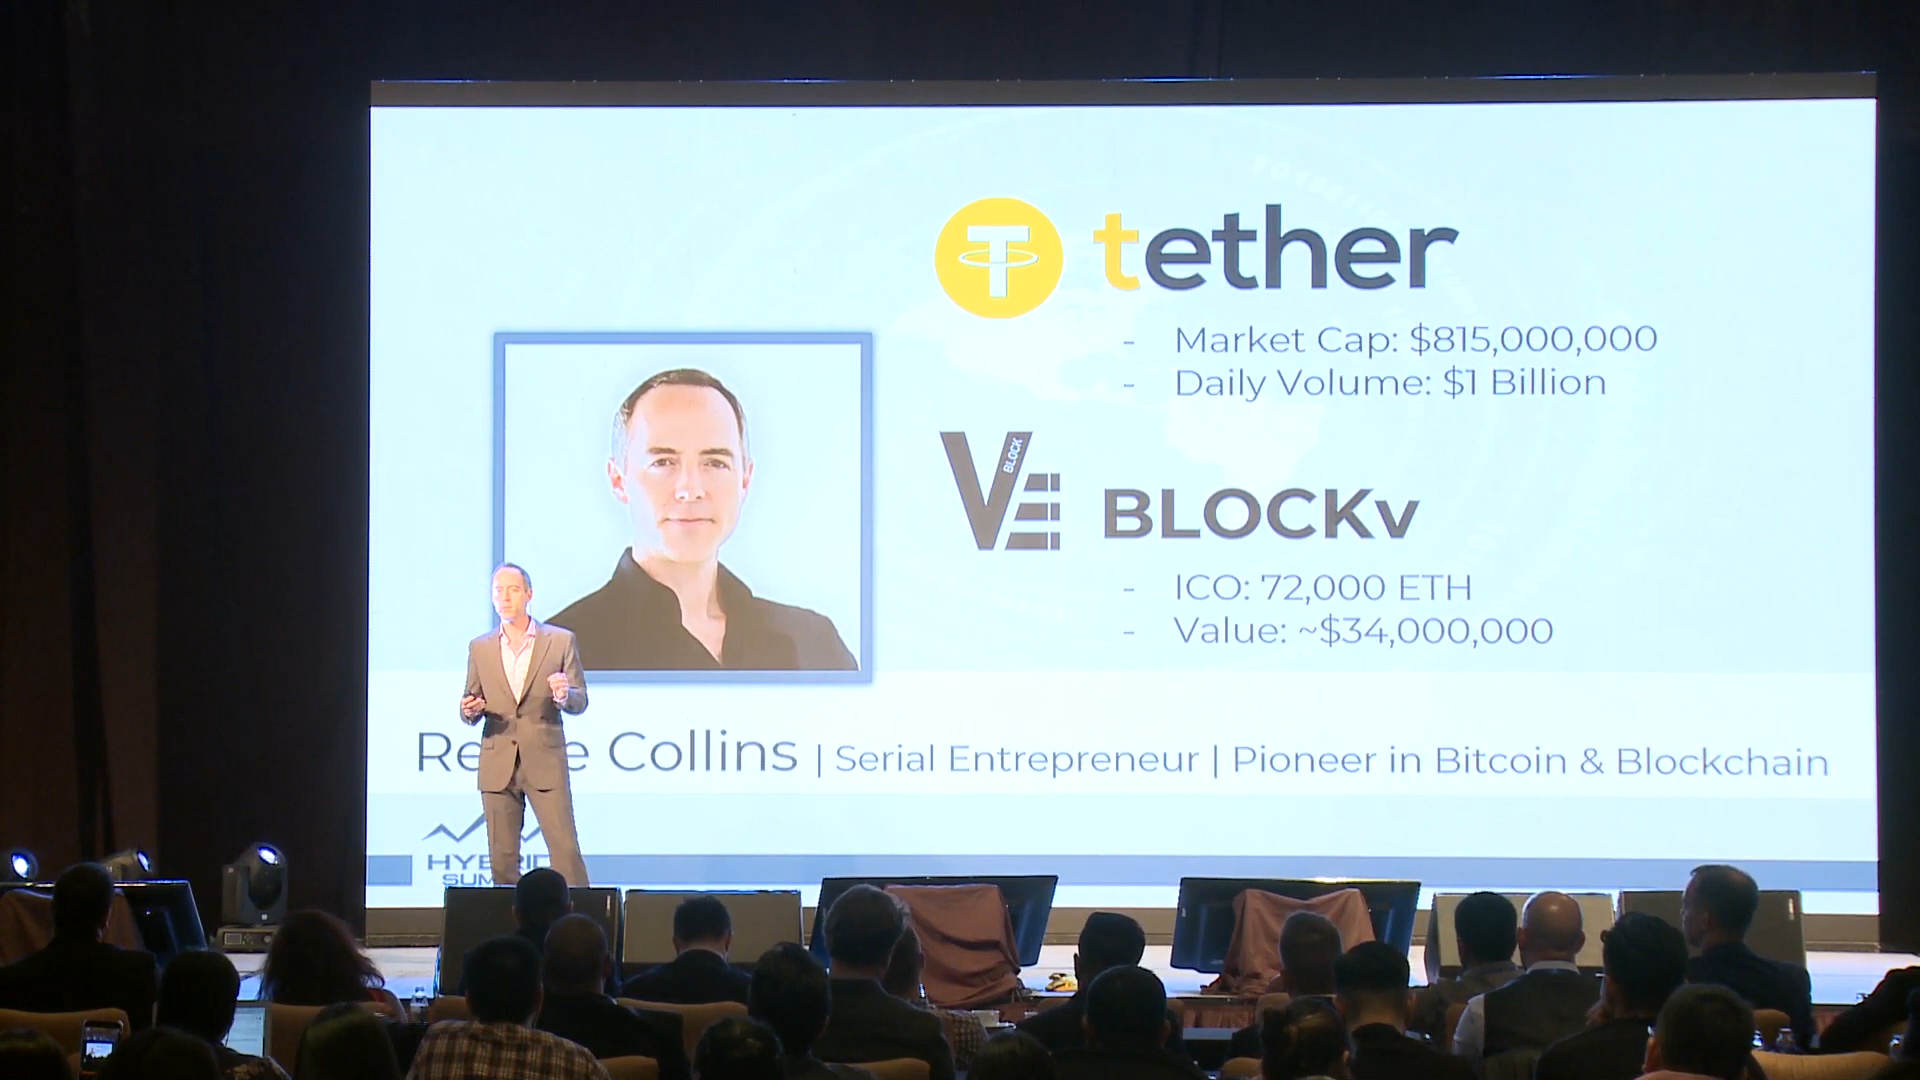 tether
- Market Cap: $815,000,000
- Daily Volume: $1 Billion
BLOCK
BLOCKv
- ICO: 72,000 ETH
- Value: ~$34,000,000
Collins | Serial Entrepreneur | Pioneer in Bitcoin & Blockchain